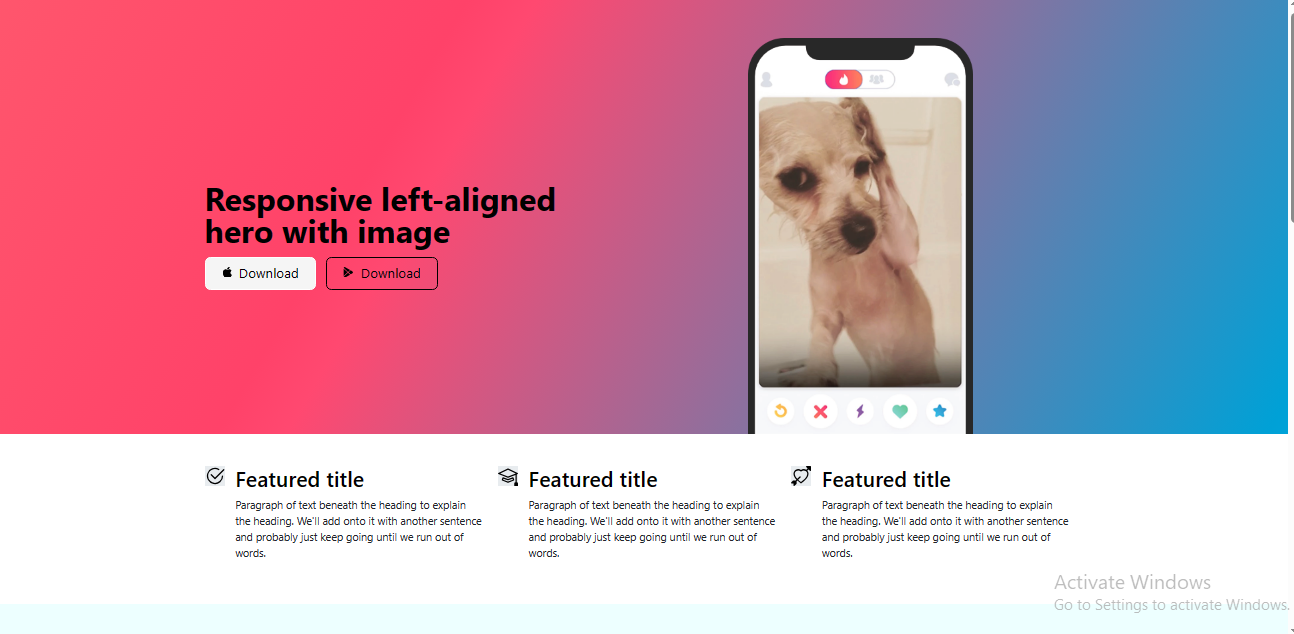 Responsive left-aligned
hero with image
Download
Download
Featured title
Paragraph of text beneath the heading to explain
the heading. We'll add onto it with another sentence
and probably just keep going until we run out of
words.
Featured title
Paragraph of text beneath the heading to explain
the heading. We'll add onto it with another sentence
and probably just keep going until we run out of
words.
Featured title
Paragraph of text beneath the heading to explain
the heading. We'll add onto it with another sentence
and probably just keep going until we run out of
words.
Activate Windows
Go to Settings to activate Windows.